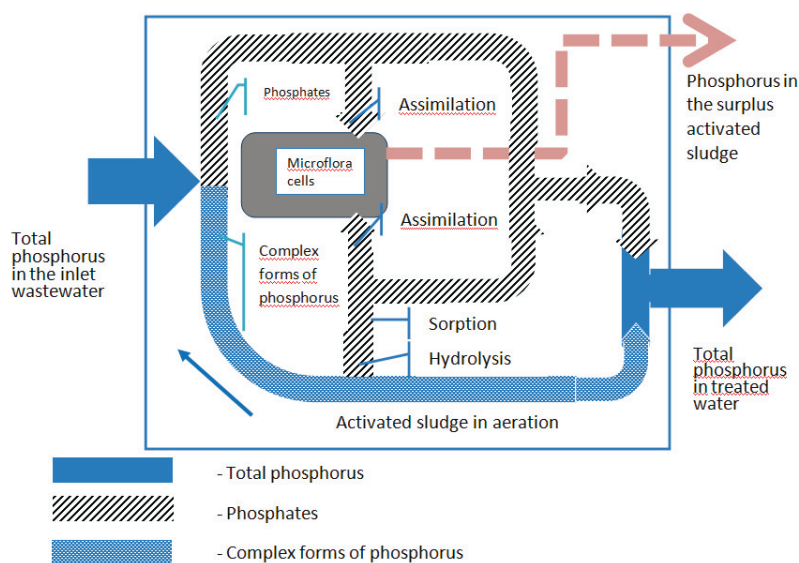 Phosphates
Assimilation
Phosphorus in
the surplus
activated
sludge
Microflora
cells
Assimilation
Total
phosphorus
in the inlet
wastewater
Complex
forms of
phosphorus
Sorption
Hydrolysis
Total
phosphorus
in treated
water
Activated sludge in aeration
- Total phosphorus
- Phosphates
- Complex forms of phosphorus